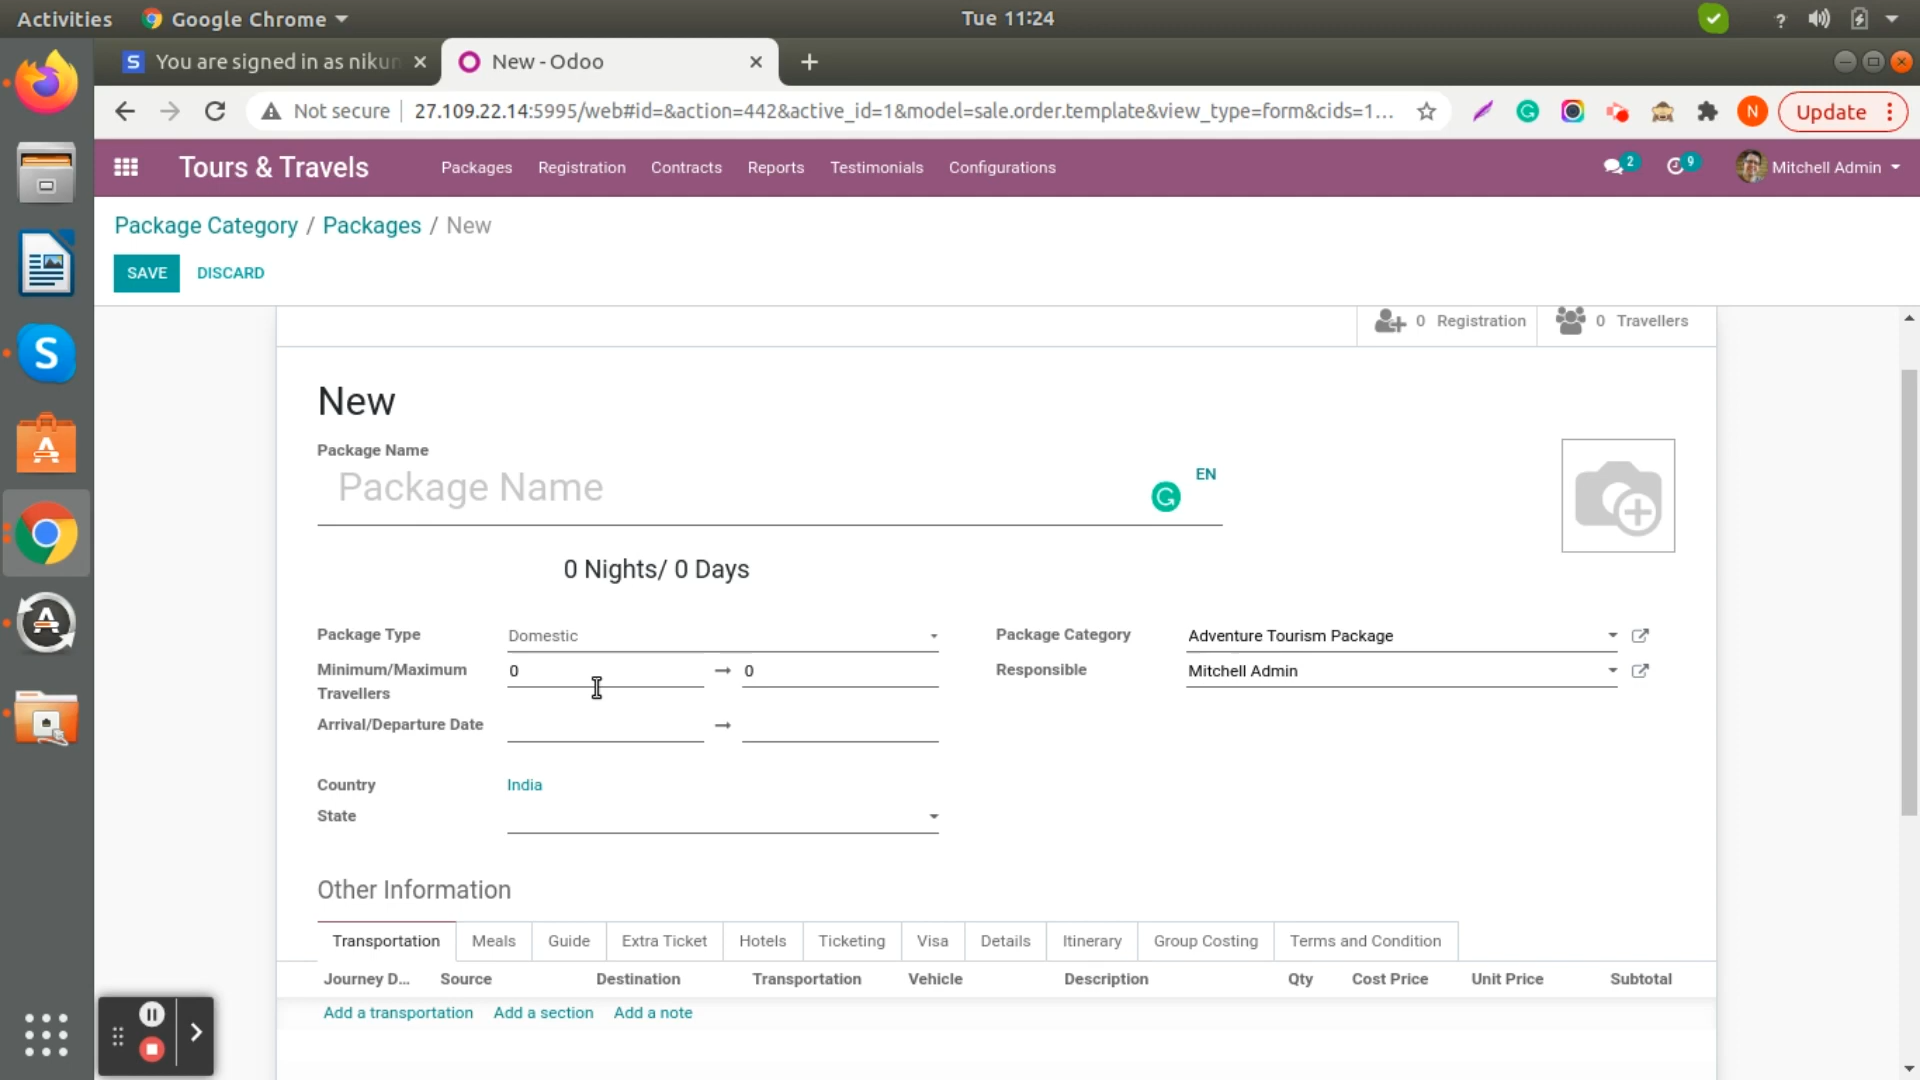 Activities Google Chrome Tue 11:24
You are signed in as nikun New - Odoo
Not secure 27.109.22.14:5995/web#id=&action=442&active_id=1&model=sale.order.template&view_type=form&cids=1... N Update
Tours & Travels Packages Registration Contracts Reports Testimonials Configurations 2 9 Mitchell Admin
Package Category / Packages / New
SAVE DISCARD
0 Registration 0 Travellers
New
Package Name
Package Name
EN
0 Nights/ 0 Days
Package Type Domestic Package Category Adventure Tourism Package
Minimum/Maximum Travellers 0 → 0 Responsible Mitchell Admin
Arrival/Departure Date →
Country India
State
Other Information
Transportation Meals Guide Extra Ticket Hotels Ticketing Visa Details Itinerary Group Costing Terms and Condition
Journey D... Source Destination Transportation Vehicle Description Qty Cost Price Unit Price Subtotal
Add a transportation Add a section Add a note